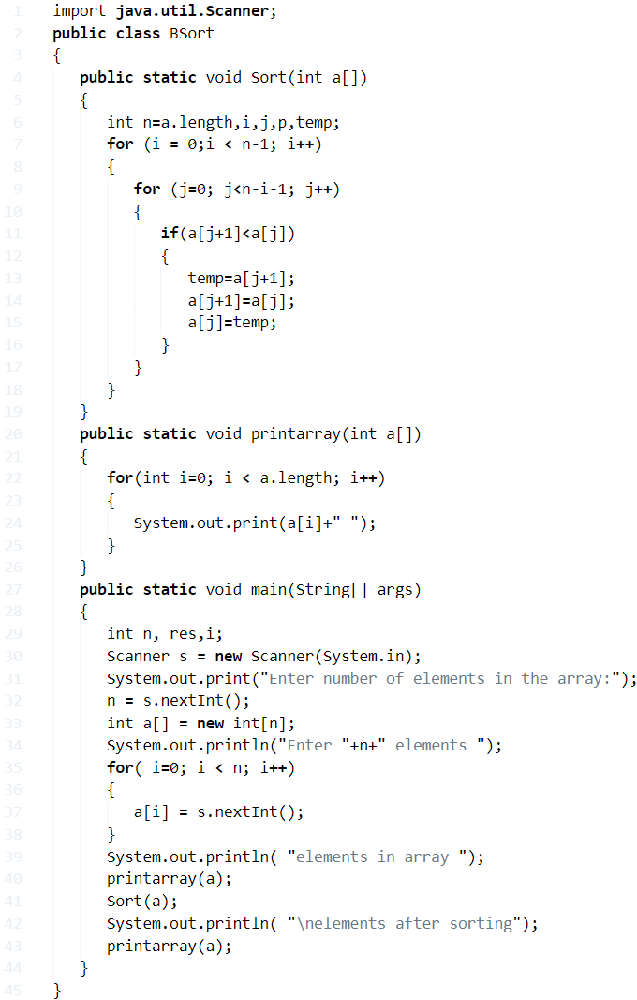 1 import java.util.Scanner;
2 public class BSort
3 {
4 public static void Sort(int a[])
5 {
6 int n=a.length,i,j,p,temp;
7 for (i = 0;i < n-1; i++)
8 {
9 for (j=0; j<n-i-1; j++)
10 {
11 if(a[j+1]<a[j])
12 {
13 temp=a[j+1];
14 a[j+1]=a[j];
15 a[j]=temp;
16 }
17 }
18 }
19 }
20 public static void printarray(int a[])
21 {
22 for(int i=0; i < a.length; i++)
23 {
24 System.out.print(a[i]+" ");
25 }
26 }
27 public static void main(String[] args)
28 {
29 int n, res,i;
30 Scanner s = new Scanner(System.in);
31 System.out.print("Enter number of elements in the array:");
32 n = s.nextInt();
33 int a[] = new int[n];
34 System.out.println("Enter "+n+" elements ");
35 for( i=0; i < n; i++)
36 {
37 a[i] = s.nextInt();
38 }
39 System.out.println( "elements in array ");
40 printarray(a);
41 Sort(a);
42 System.out.println( "\nelements after sorting");
43 printarray(a);
44 }
45 }